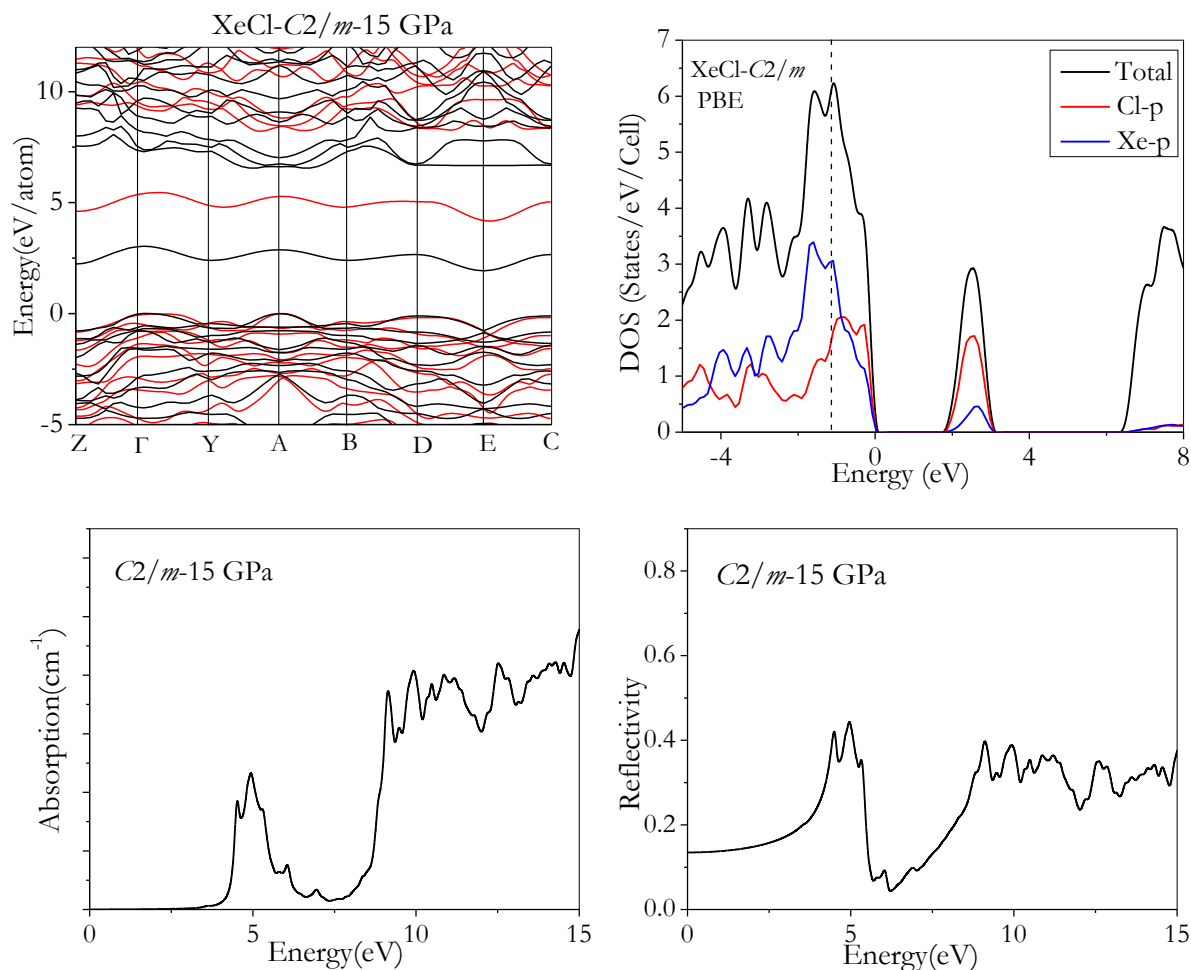 XeCl-C2/m-15 GPa
10
5
0
-5
Energy(eV/atom)
Z Γ Y A B D E C
7
6
5
4
3
2
1
0
DOS (States/eV/Cell)
XeCl-C2/m
PBE
Total
Cl-p
Xe-p
-4 0 4 8
Energy (eV)
C2/m-15 GPa
Absorption(cm-1)
0 5 10 15
Energy(eV)
C2/m-15 GPa
0.8
0.6
0.4
0.2
0.0
Reflectivity
0 5 10 15
Energy(eV)